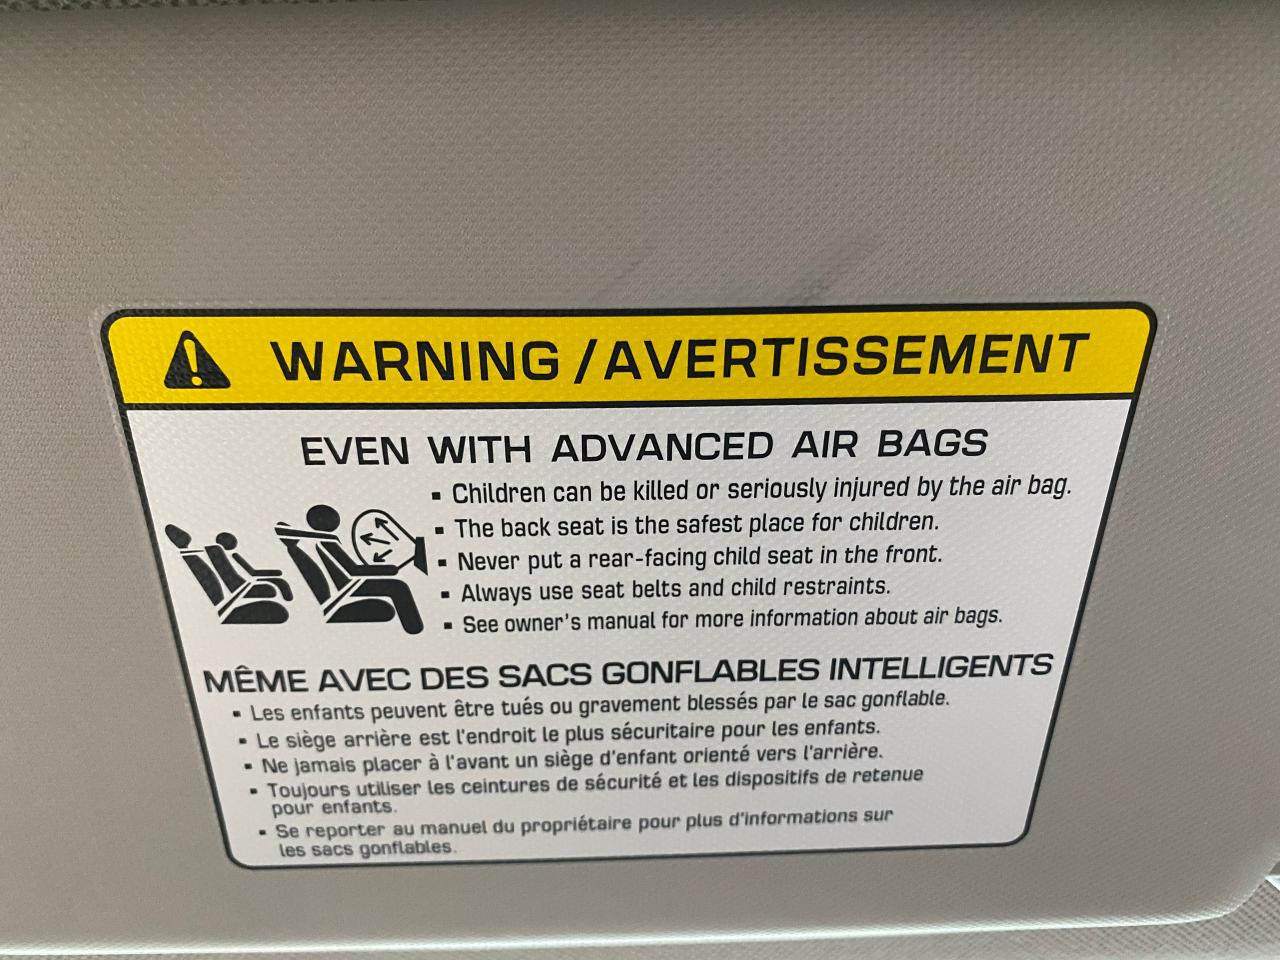 WARNING / AVERTISSEMENT
EVEN WITH ADVANCED AIR BAGS
▪ Children can be killed or seriously injured by the air bag.
▪ The back seat is the safest place for children.
▪ Never put a rear-facing child seat in the front.
▪ Always use seat belts and child restraints.
▪ See owner's manual for more information about air bags.
MÊME AVEC DES SACS GONFLABLES INTELLIGENTS
▪ Les enfants peuvent être tués ou gravement blessés par le sac gonflable.
▪ Le siège arrière est l'endroit le plus sécuritaire pour les enfants.
▪ Ne jamais placer à l'avant un siège d'enfant orienté vers l'arrière.
▪ Toujours utiliser les ceintures de sécurité et les dispositifs de retenue
pour enfants.
▪ Se reporter au manuel du propriétaire pour plus d'informations sur
les sacs gonflables.